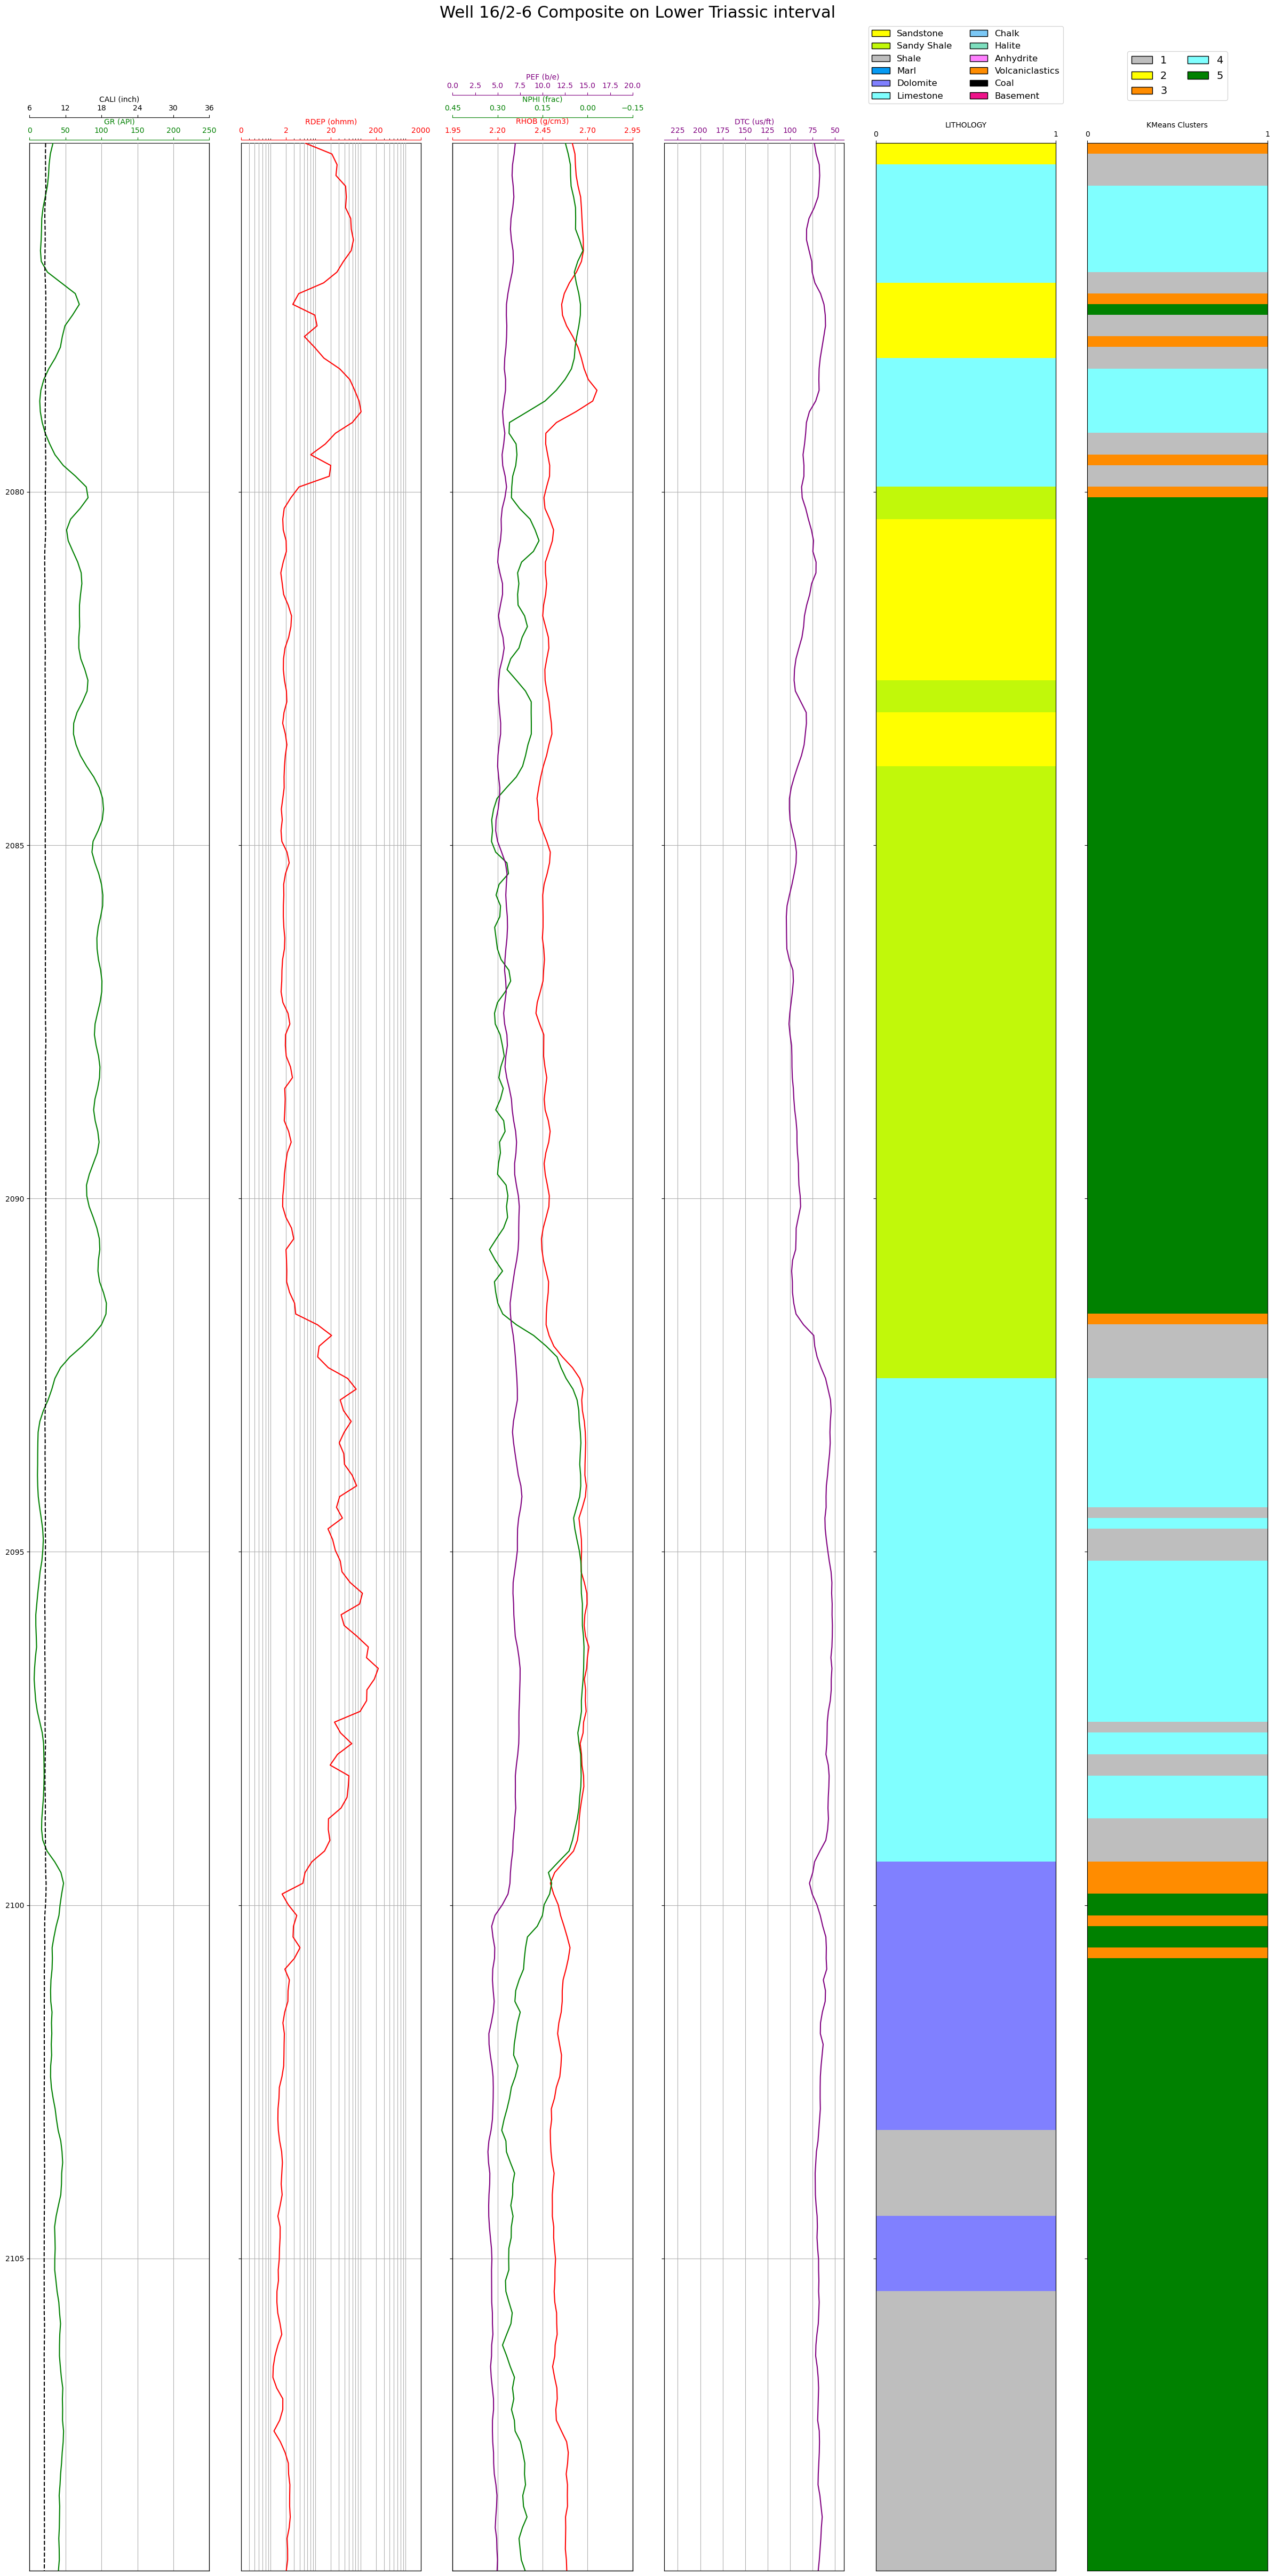 Well 16/2-6 Composite on Lower Triassic interval
Sandstone Chalk
Sandy Shale Halite
Shale Anhydrite
Marl Volcaniclastics
Dolomite Coal
Limestone Basement
1 4
2 5
3
PEF (b/e)
0.0 2.5 5.0 7.5 10.0 12.5 15.0 17.5 20.0
CALI (inch) NPHI (frac)
6 12 18 24 30 36 0.45 0.30 0.15 0.00 −0.15
GR (API) RDEP (ohmm) RHOB (g/cm3) DTC (us/ft) LITHOLOGY KMeans Clusters
0 50 100 150 200 250 0 2 20 200 2000 1.95 2.20 2.45 2.70 2.95 225 200 175 150 125 100 75 50 0 1 0 1
2080
2085
2090
2095
2100
2105